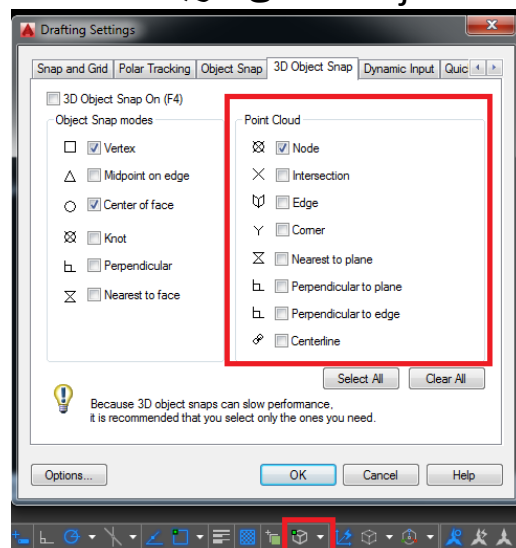 Drafting Settings
Snap and Grid Polar Tracking Object Snap 3D Object Snap Dynamic Input Quic
3D Object Snap On (F4)
Object Snap modes
Vertex
Midpoint on edge
Center of face
Knot
Perpendicular
Nearest to face
Point Cloud
Node
Intersection
Edge
Corner
Nearest to plane
Perpendicular to plane
Perpendicular to edge
Centerline
Select All Clear All
Because 3D object snaps can slow performance,
it is recommended that you select only the ones you need.
Options... OK Cancel Help